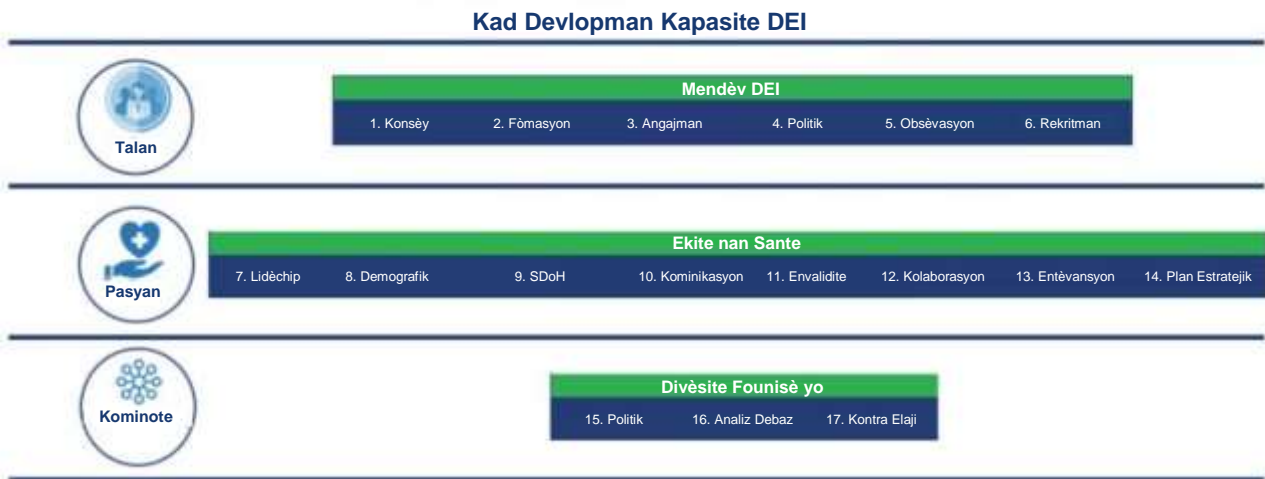 Kad Devlopman Kapasite DEI
Talan
Mendèv DEI
1. Konsèy 2. Fòmasyon 3. Angajman 4. Politik 5. Obsèvasyon 6. Rekritman
Pasyan
Ekite nan Sante
7. Lidèchip 8. Demografik 9. SDoH 10. Kominikasyon 11. Envalidite 12. Kolaborasyon 13. Entèvansyon 14. Plan Estratejik
Kominote
Divèsite Founisè yo
15. Politik 16. Analiz Debaz 17. Kontra Elaji